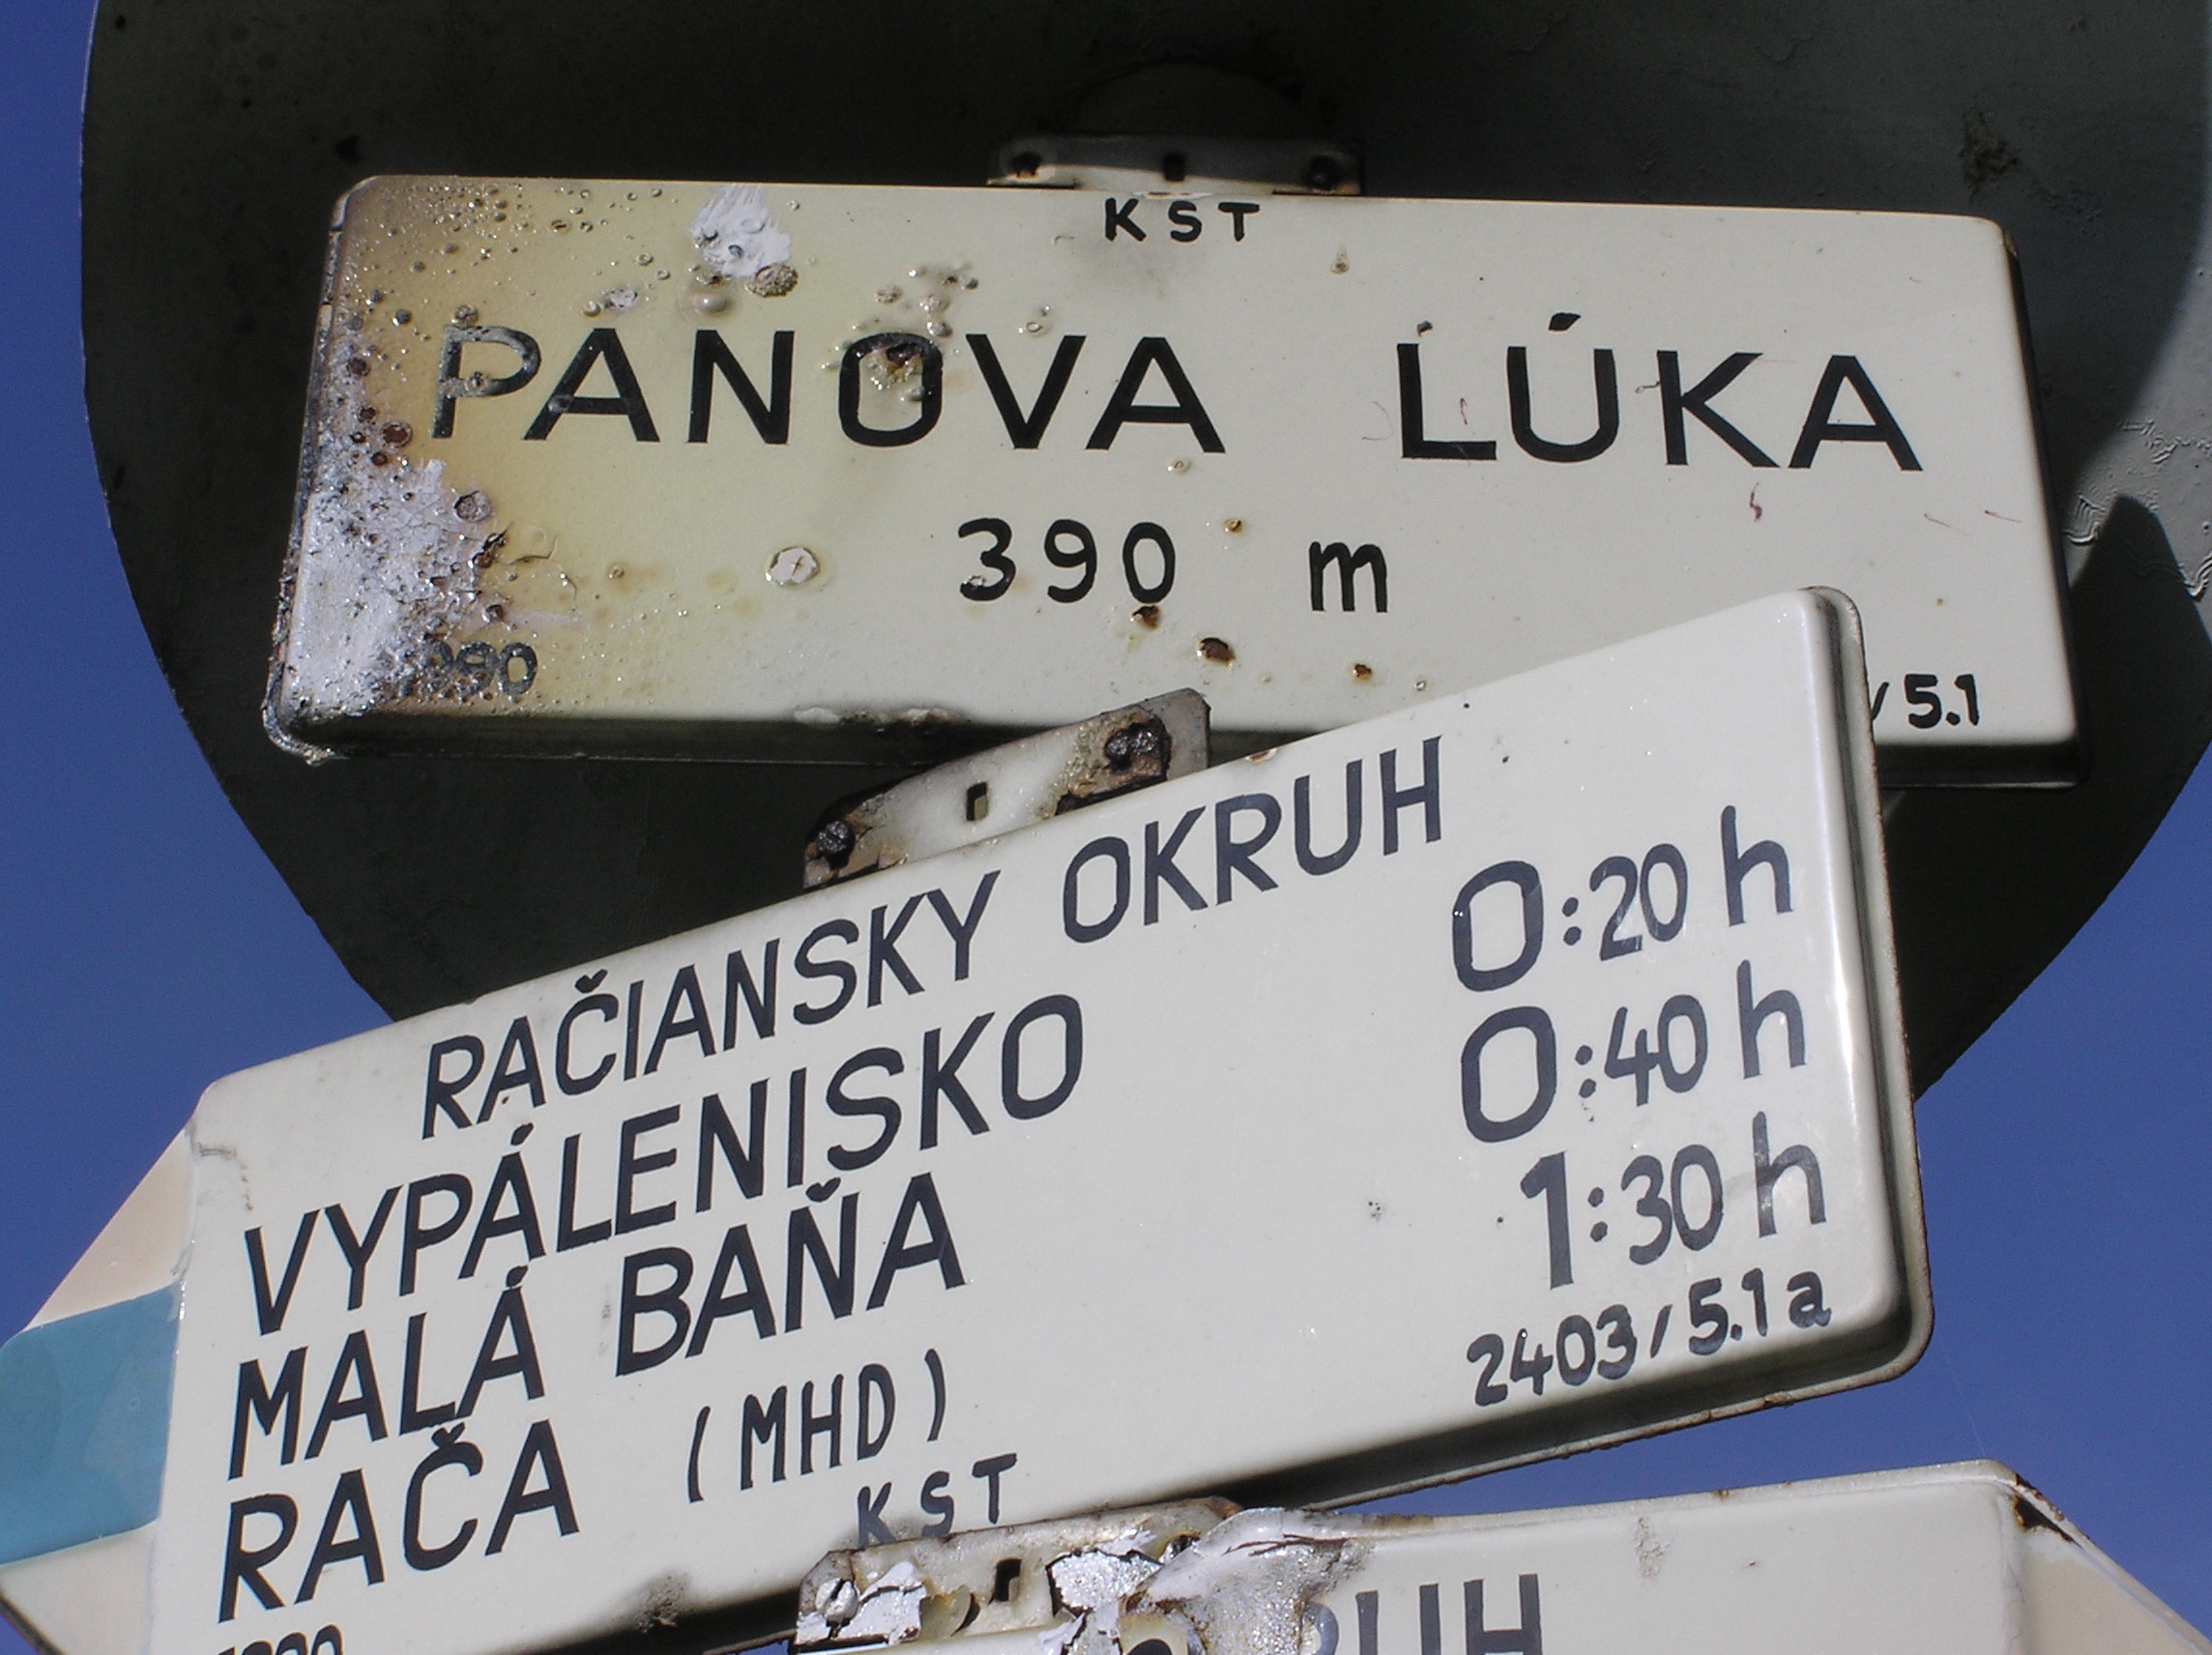 KST
PANOVA LÚKA
390 m
1990
/5.1
RAČIANSKY OKRUH
VYPÁLENISKO 0:20 h
MALÁ BAŇA 0:40 h
RAČA (MHD) 1:30 h
2403/5.1a
KST